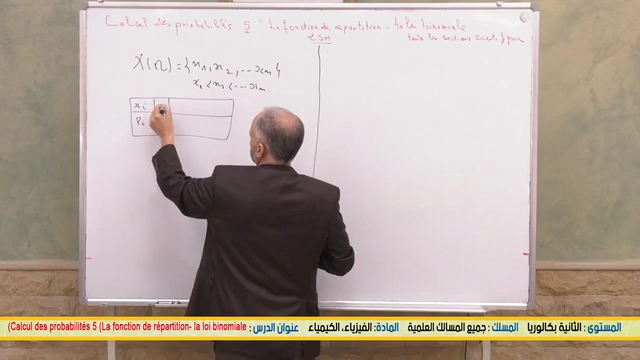 Calcul des probabilités 5 - La fonction de répartition - La loi binomiale
2SM
toutes les sections scientifiques
X(Ω) = {x₁, x₂, ... xₘ}
x₁ < x₂ < ... xₘ
xᵢ
Pᵢ
المستوى : الثانية بكالوريا المسلك : جميع المسالك العلمية المادة: الفيزياء، الكيمياء عنوان الدرس : Calcul des probabilités 5 (La fonction de répartition- la loi binomiale)